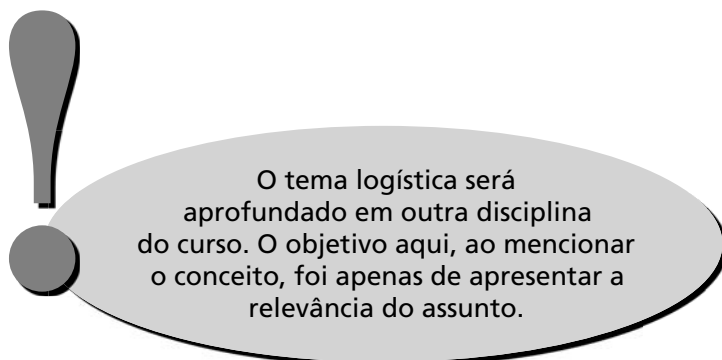 O tema logística será
aprofundado em outra disciplina
do curso. O objetivo aqui, ao mencionar
o conceito, foi apenas de apresentar a
relevância do assunto.